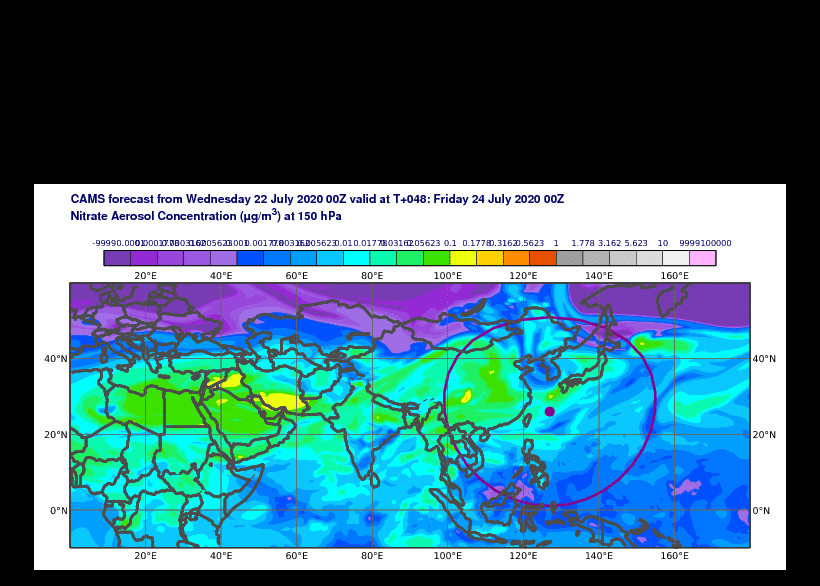 CAMS forecast from Wednesday 22 July 2020 00Z valid at T+048: Friday 24 July 2020 00Z
Nitrate Aerosol Concentration (µg/m3) at 150 hPa
0.1 0.1778 0.3162 0.5623 1 1.778 3.162 5.623 10
20°E 40°E 60°E 80°E 100°E 120°E 140°E 160°E
40°N 40°N
20°N 20°N
0°N 0°N
20°E 40°E 60°E 80°E 100°E 120°E 140°E 160°E